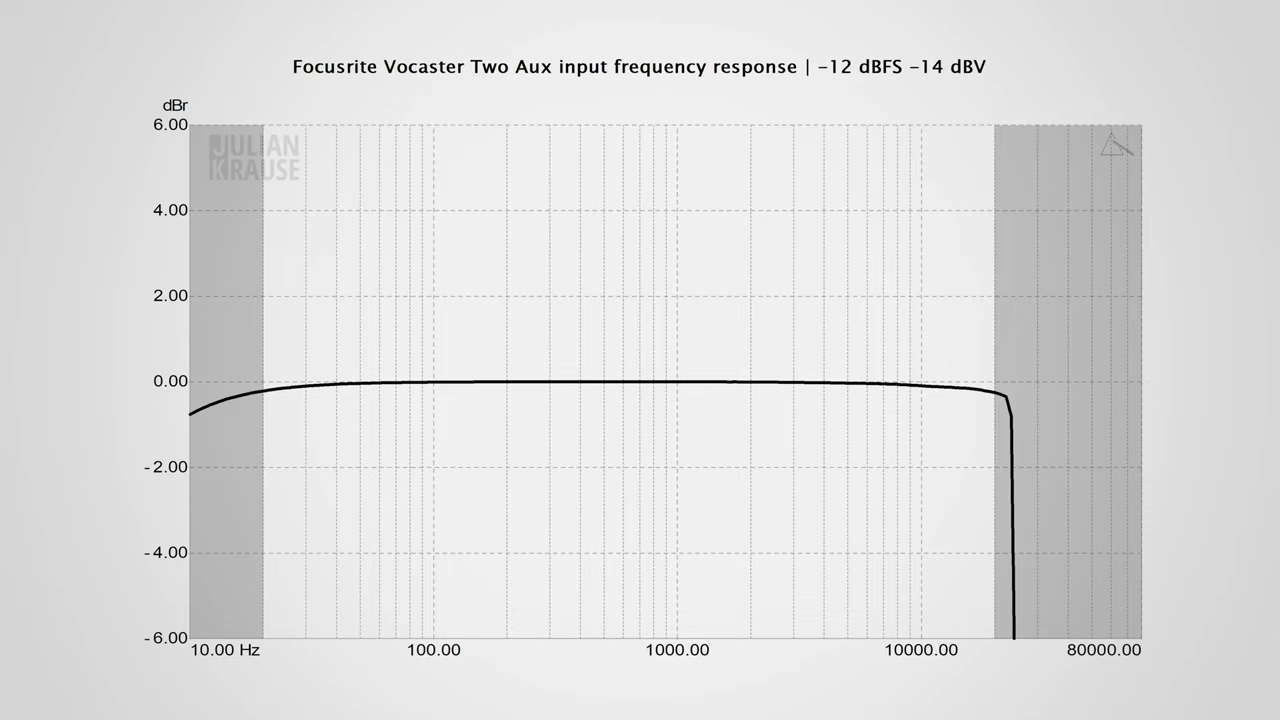 Focusrite Vocaster Two Aux input frequency response | -12 dBFS -14 dBV
dBr
6.00
JULIAN
KRAUSE
4.00
2.00
0.00
-2.00
-4.00
-6.00
10.00 Hz 100.00 1000.00 10000.00 80000.00